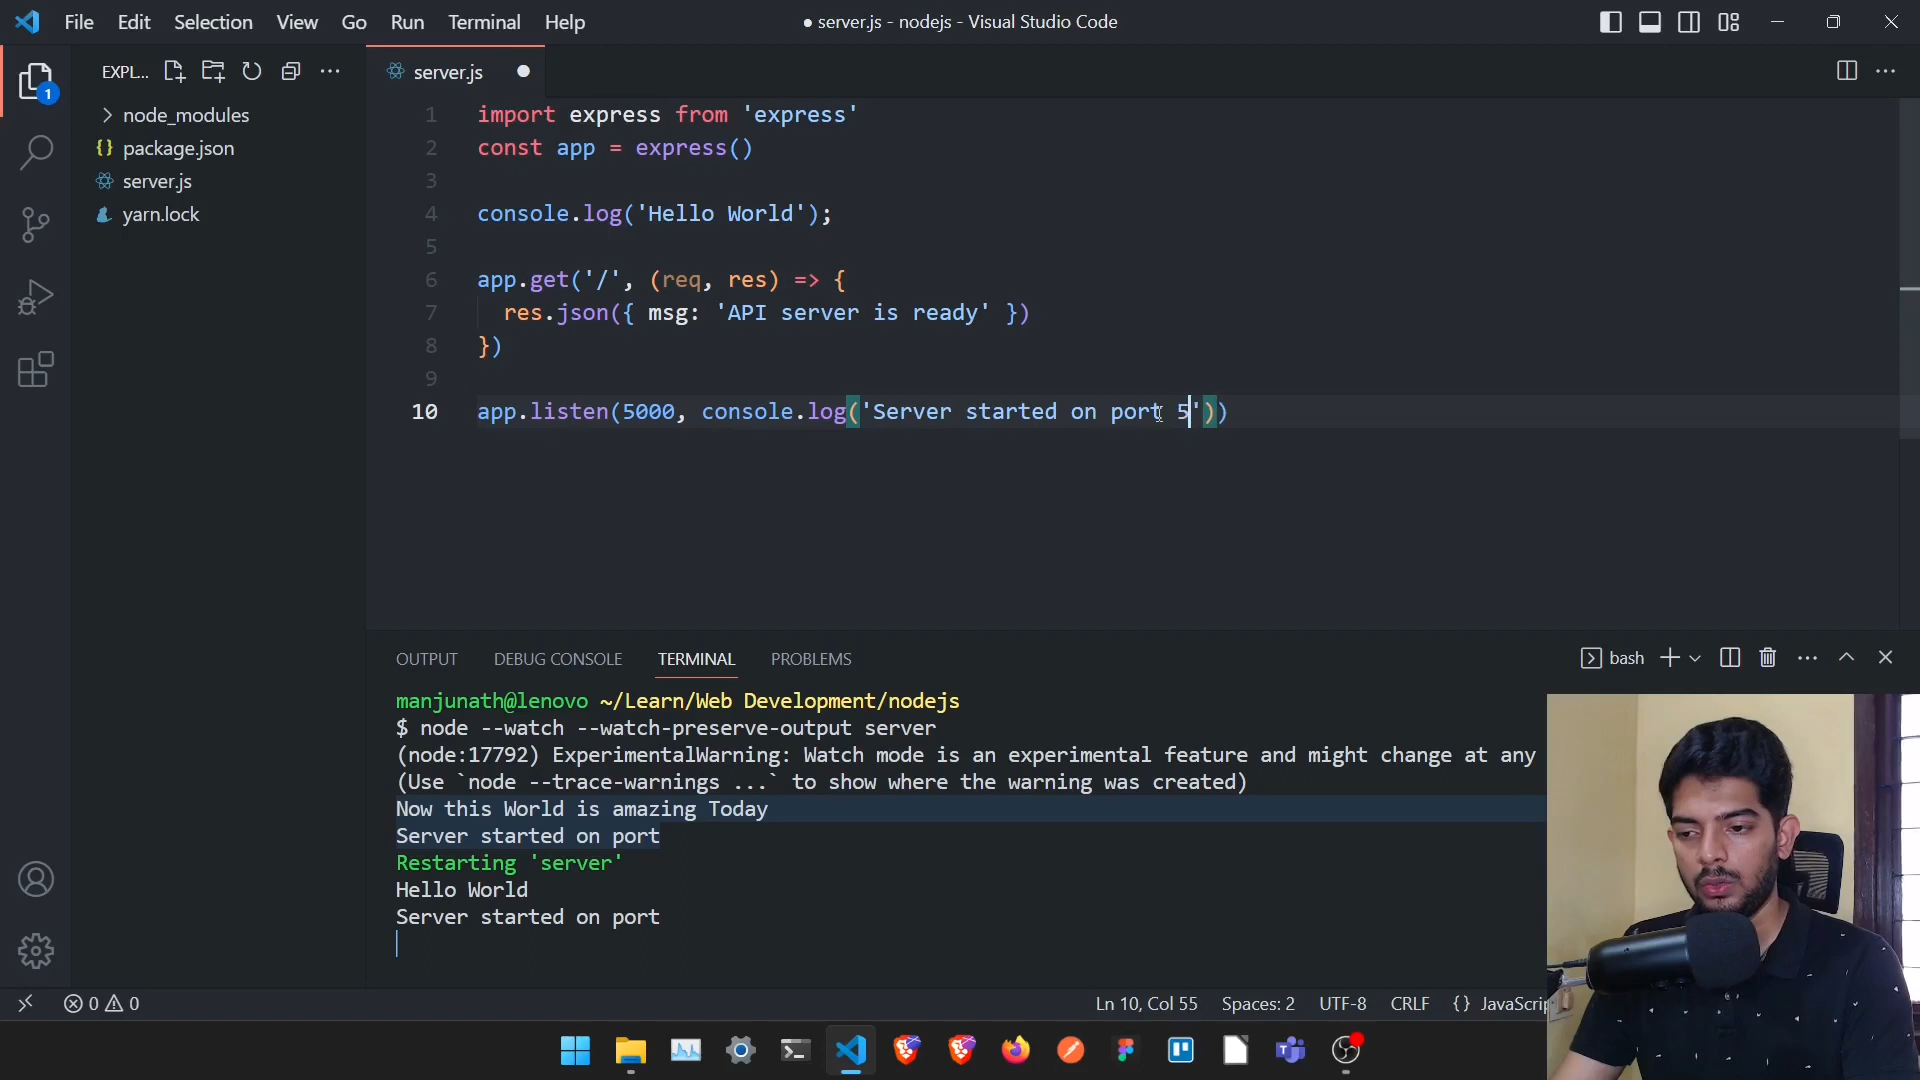 File Edit Selection View Go Run Terminal Help
● server.js - nodejs - Visual Studio Code
EXPL...
server.js
1
node_modules
package.json
server.js
yarn.lock
1 import express from 'express'
2 const app = express()
3
4 console.log('Hello World');
5
6 app.get('/', (req, res) => {
7 res.json({ msg: 'API server is ready' })
8 })
9
10 app.listen(5000, console.log('Server started on port 5'))
OUTPUT DEBUG CONSOLE TERMINAL PROBLEMS
bash
manjunath@lenovo ~/Learn/Web Development/nodejs
$ node --watch --watch-preserve-output server
(node:17792) ExperimentalWarning: Watch mode is an experimental feature and might change at any
(Use `node --trace-warnings ...` to show where the warning was created)
Now this World is amazing Today
Server started on port
Restarting 'server'
Hello World
Server started on port
0 0
Ln 10, Col 55 Spaces: 2 UTF-8 CRLF {} JavaScrip